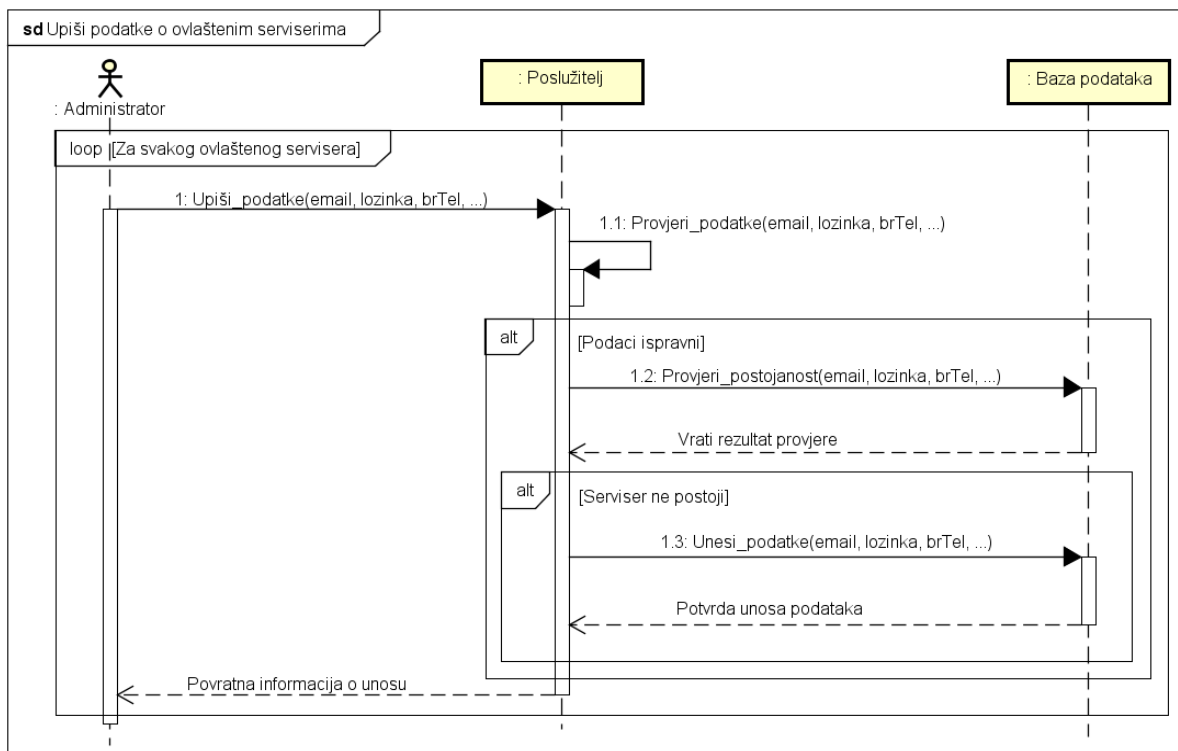 sd Upiši podatke o ovlaštenim serviserima
: Administrator
: Poslužitelj
: Baza podataka
loop [Za svakog ovlaštenog servisera]
1: Upiši_podatke(email, lozinka, brTel, ...)
1.1: Provjeri_podatke(email, lozinka, brTel, ...)
alt [Podaci ispravni]
1.2: Provjeri_postojanost(email, lozinka, brTel, ...)
Vrati rezultat provjere
alt [Serviser ne postoji]
1.3: Unesi_podatke(email, lozinka, brTel, ...)
Potvrda unosa podataka
Povratna informacija o unosu